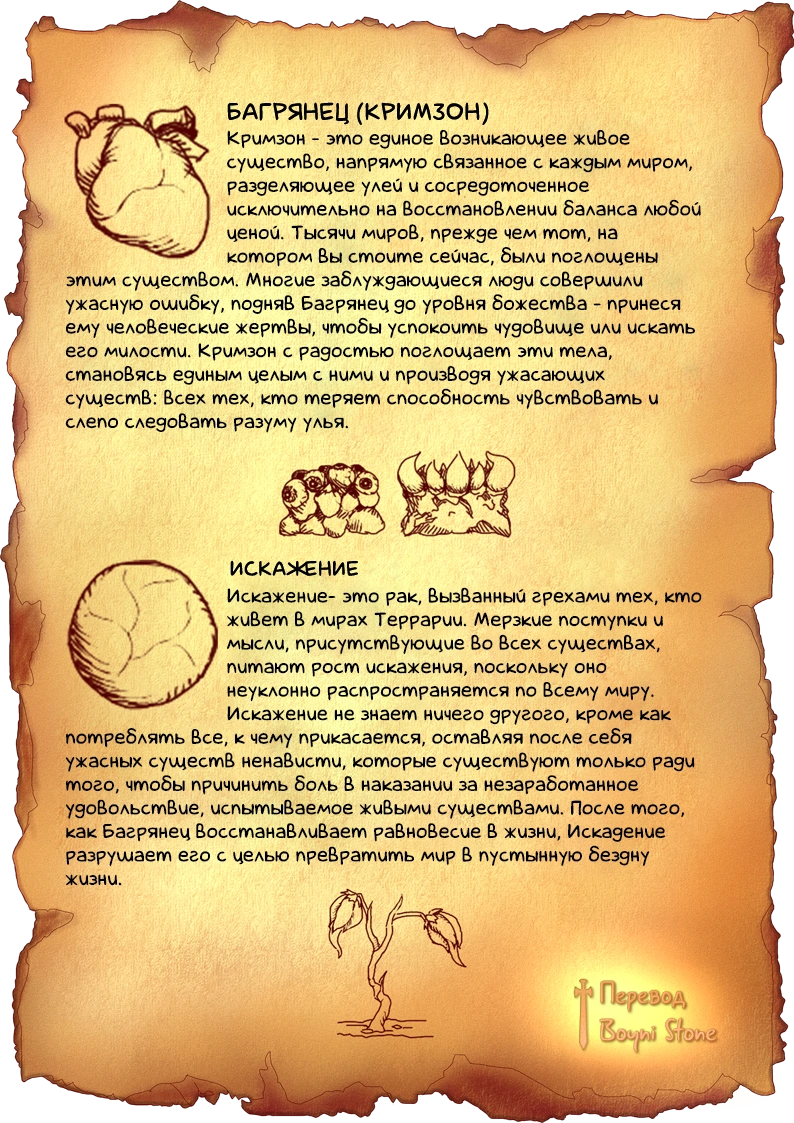 БАГРЯНЕЦ (КРИМЗОН)
Кримзон - это единое возникающее живое
существо, напрямую связанное с каждым миром,
разделяющее улей и сосредоточенное
исключительно на восстановлении баланса любой
ценой. Тысячи миров, прежде чем тот, на
котором вы стоите сейчас, были поглощены
этим существом. Многие заблуждающиеся люди совершили
ужасную ошибку, подняв Багрянец до уровня божества - принеся
ему человеческие жертвы, чтобы успокоить чудовище или искать
его милости. Кримзон с радостью поглощает эти тела,
становясь единым целым с ними и производя ужасающих
существ: всех тех, кто теряет способность чувствовать и
слепо следовать разуму улья.
ИСКАЖЕНИЕ
Искажение- это рак, вызванный грехами тех, кто
живет в мирах Террарии. Мерзкие поступки и
мысли, присутствующие во всех существах,
питают рост искажения, поскольку оно
неуклонно распространяется по всему миру.
Искажение не знает ничего другого, кроме как
потреблять все, к чему прикасается, оставляя после себя
ужасных существ ненависти, которые существуют только ради
того, чтобы причинить боль в наказании за незаработанное
удовольствие, испытываемое живыми существами. После того,
как Багрянец восстанавливает равновесие в жизни, Искадение
разрушает его с целью превратить мир в пустынную бездну
жизни.
Перевод
Boyni Stone